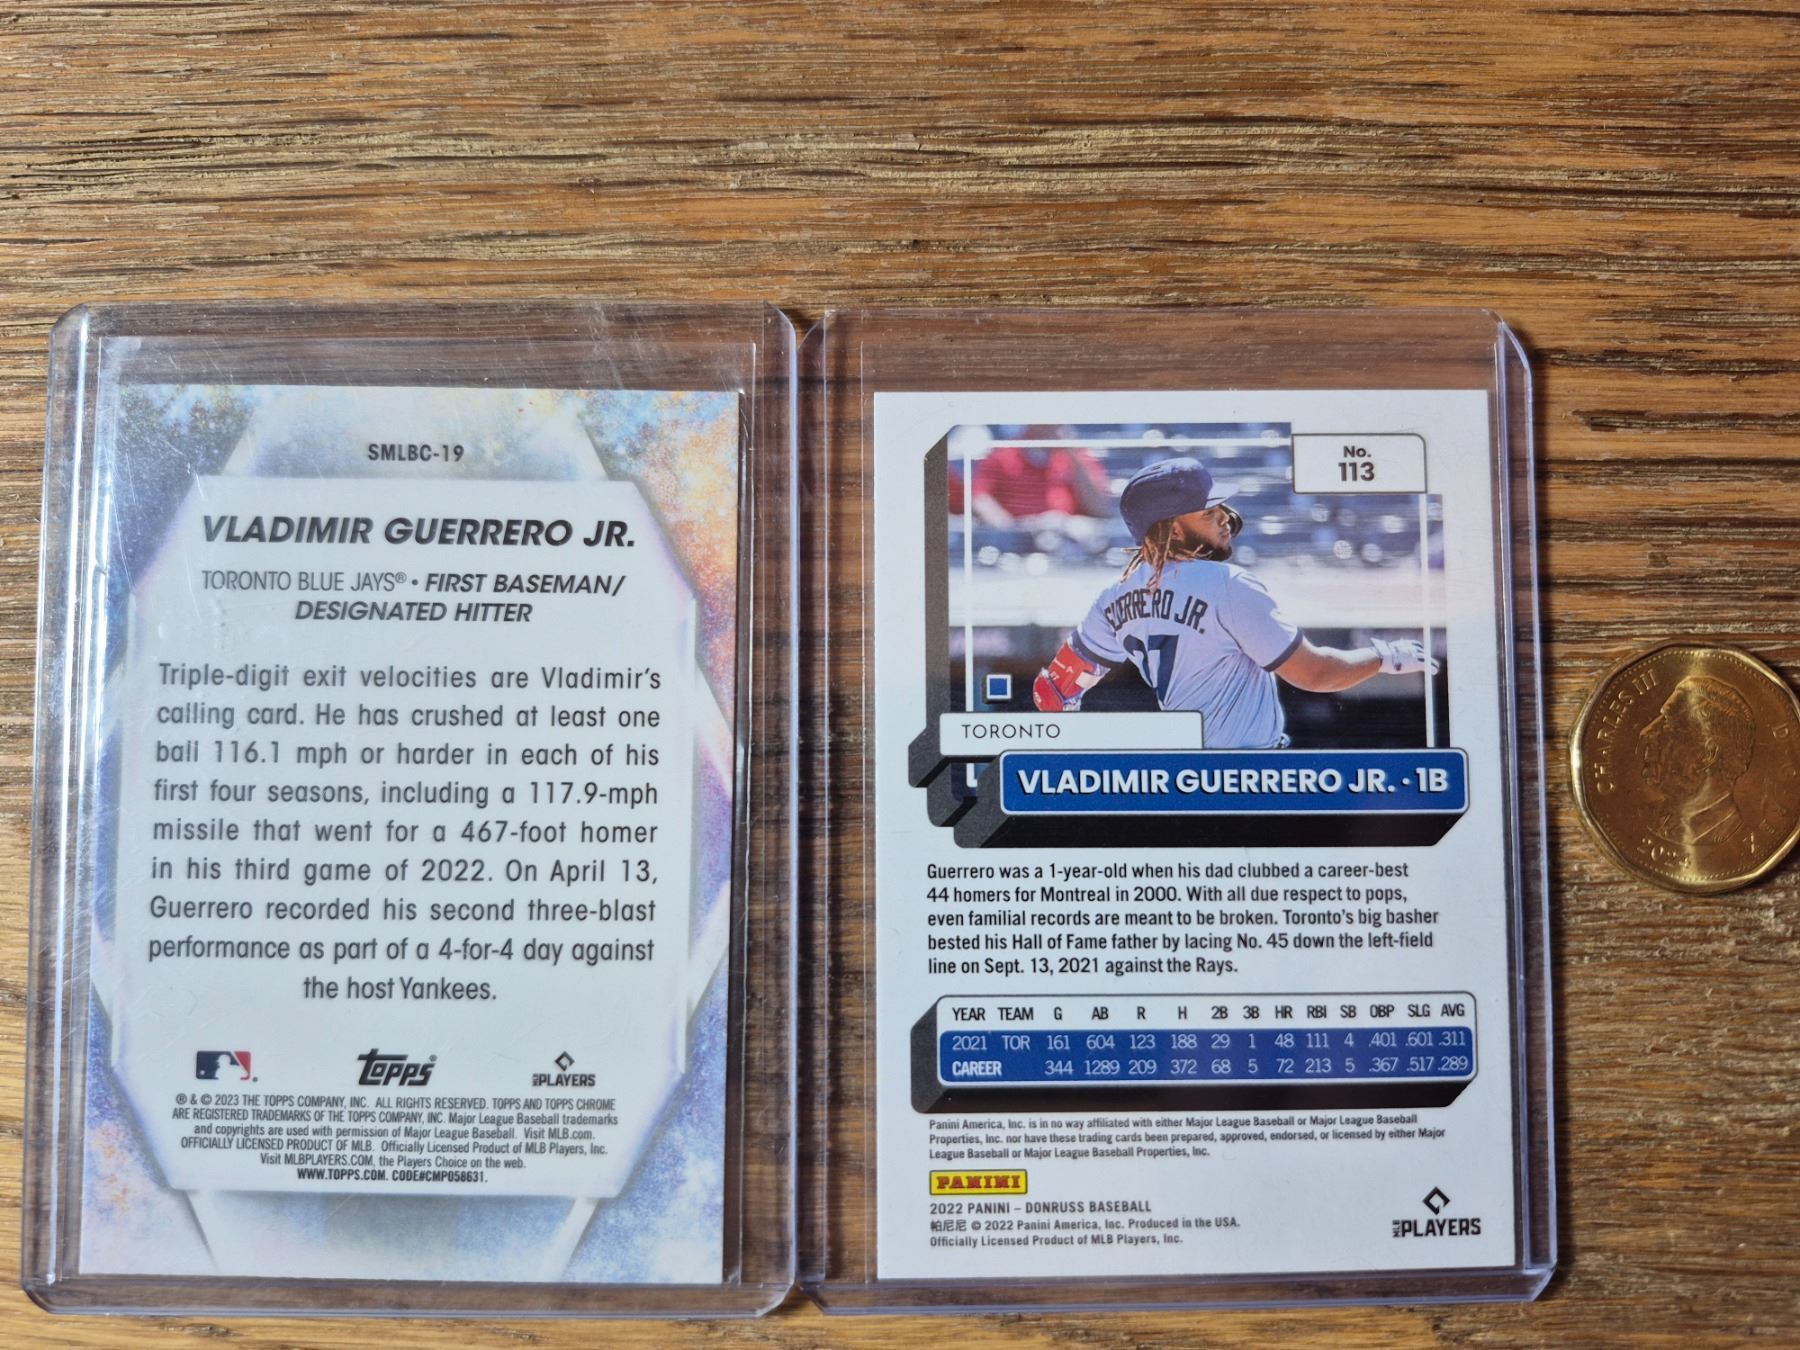 SMLBC-19
VLADIMIR GUERRERO JR.
TORONTO BLUE JAYS® • FIRST BASEMAN/
DESIGNATED HITTER
Triple-digit exit velocities are Vladimir's
calling card. He has crushed at least one
ball 116.1 mph or harder in each of his
first four seasons, including a 117.9-mph
missile that went for a 467-foot homer
in his third game of 2022. On April 13,
Guerrero recorded his second three-blast
performance as part of a 4-for-4 day against
the host Yankees.
Topps
MLB PLAYERS
® & © 2023 THE TOPPS COMPANY, INC. ALL RIGHTS RESERVED. TOPPS AND TOPPS CHROME
ARE REGISTERED TRADEMARKS OF THE TOPPS COMPANY, INC. Major League Baseball trademarks
and copyrights are used with permission of Major League Baseball. Visit MLB.com.
OFFICIALLY LICENSED PRODUCT OF MLB. Officially Licensed Product of MLB Players, Inc.
Visit MLBPLAYERS.COM, the Players Choice on the web.
WWW.TOPPS.COM. CODE#CMP058631.
No.
113
GUERRERO JR.
27
TORONTO
VLADIMIR GUERRERO JR. • 1B
Guerrero was a 1-year-old when his dad clubbed a career-best
44 homers for Montreal in 2000. With all due respect to pops,
even familial records are meant to be broken. Toronto's big basher
bested his Hall of Fame father by lacing No. 45 down the left-field
line on Sept. 13, 2021 against the Rays.
YEAR TEAM G AB R H 2B 3B HR RBI SB OBP SLG AVG
2021 TOR 161 604 123 188 29 1 48 111 4 .401 .601 .311
CAREER 344 1289 209 372 68 5 72 213 5 .367 .517 .289
Panini America, Inc. is in no way affiliated with either Major League Baseball or Major League Baseball
Properties, Inc. nor have these trading cards been prepared, approved, endorsed, or licensed by either Major
League Baseball or Major League Baseball Properties, Inc.
PANINI
2022 PANINI – DONRUSS BASEBALL
帕尼尼 © 2022 Panini America, Inc. Produced in the USA.
Officially Licensed Product of MLB Players, Inc.
MLB PLAYERS
CHARLES III
2024